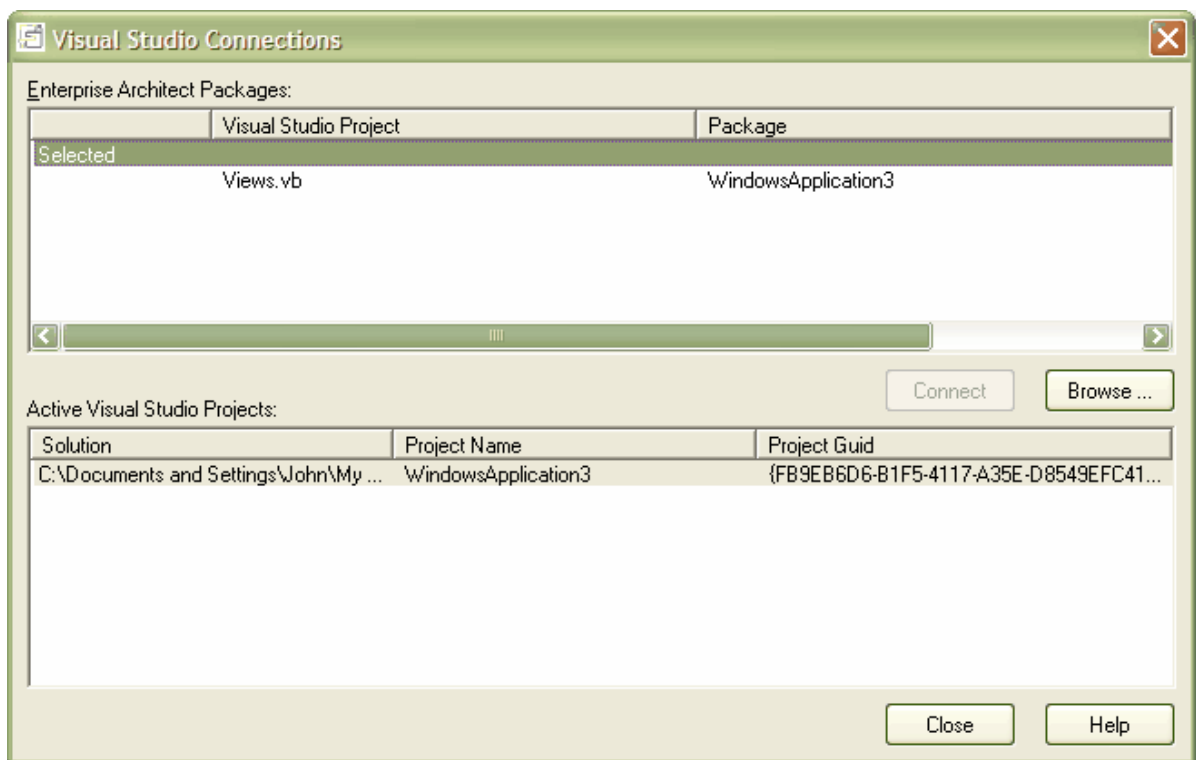 Visual Studio Connections
Enterprise Architect Packages:
Visual Studio Project Package
Selected
Views.vb WindowsApplication3
Connect Browse ...
Active Visual Studio Projects:
Solution Project Name Project Guid
C:\Documents and Settings\John\My ... WindowsApplication3 {FB9EB6D6-B1F5-4117-A35E-D8549EFC41...
Close Help